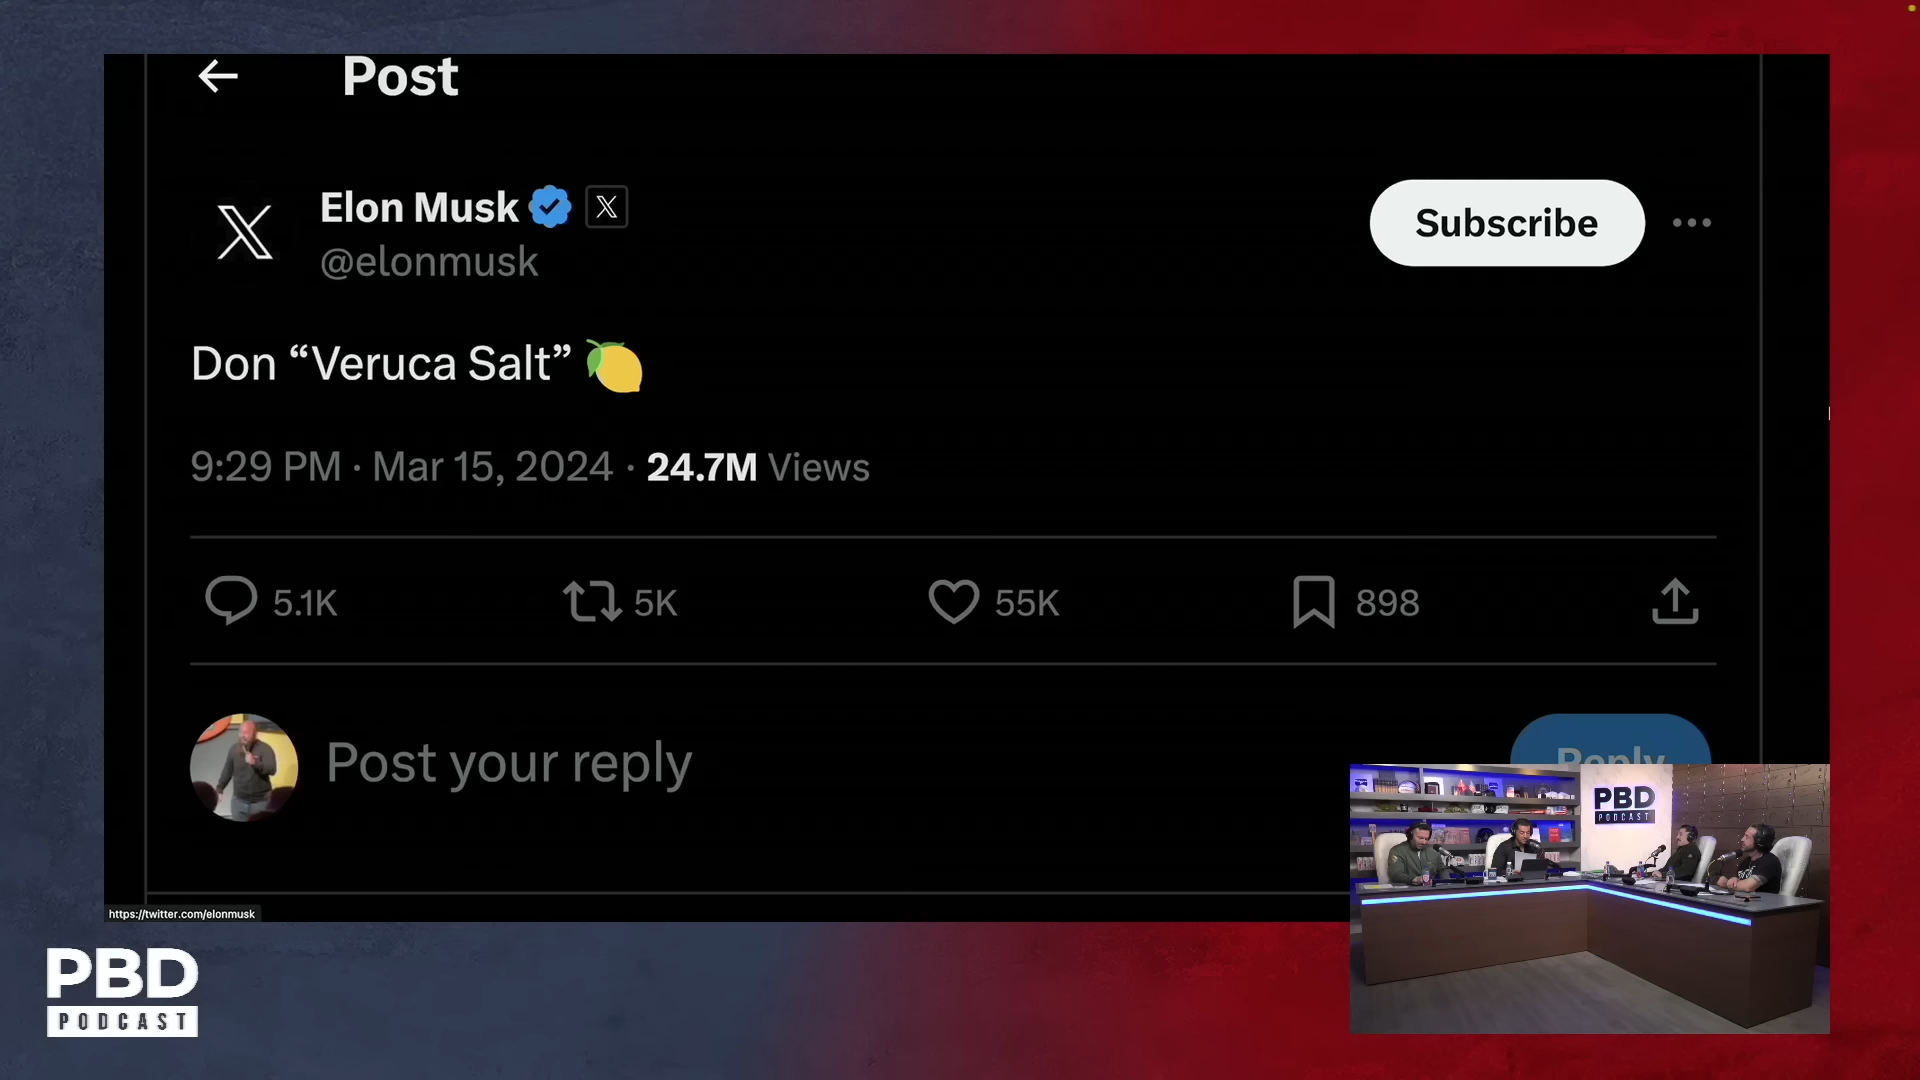 Post
Elon Musk
@elonmusk
Subscribe
Don “Veruca Salt” 🍋
9:29 PM · Mar 15, 2024 · 24.7M Views
5.1K
5K
55K
898
Post your reply
Reply
https://twitter.com/elonmusk
PBD
PODCAST
PBD
PODCAST